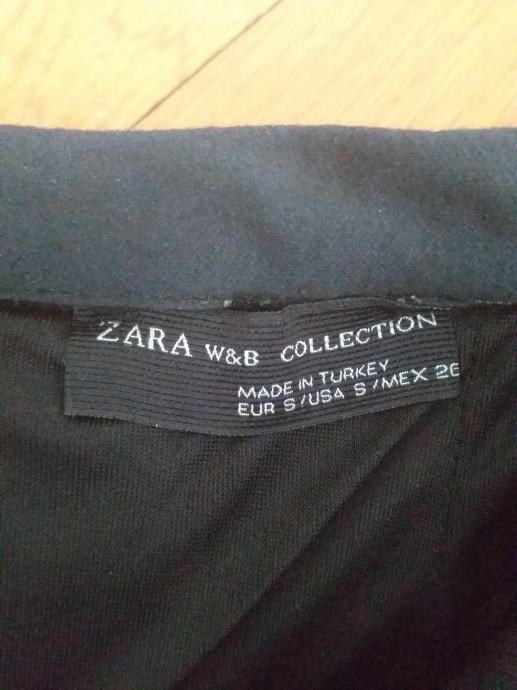 ZARA W&B COLLECTION
MADE IN TURKEY
EUR S/USA S/MEX 26